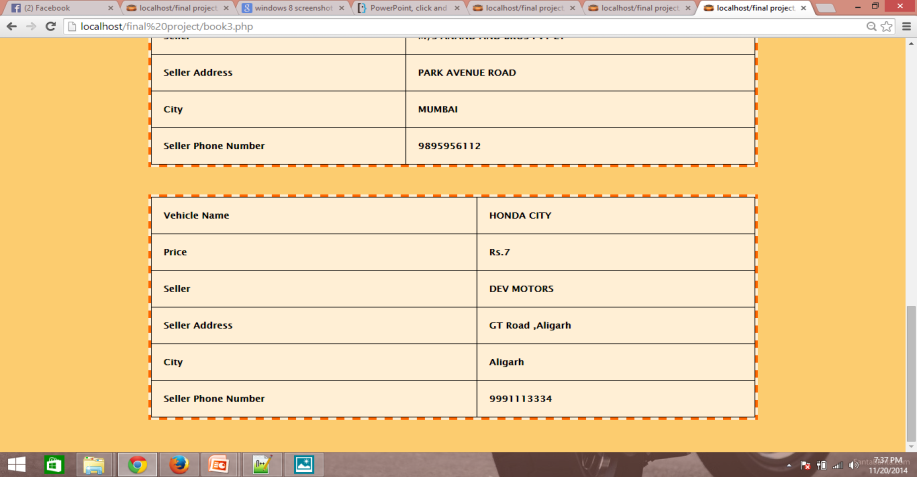 (2) Facebook
localhost/final project.
windows 8 screenshot
PowerPoint, click and
localhost/final project.
localhost/final project.
localhost/final project.
localhost/final%20project/book3.php
Seller Address PARK AVENUE ROAD
City MUMBAI
Seller Phone Number 9895956112
Vehicle Name HONDA CITY
Price Rs.7
Seller DEV MOTORS
Seller Address GT Road ,Aligarh
City Aligarh
Seller Phone Number 9991113334
7:37 PM
11/20/2014